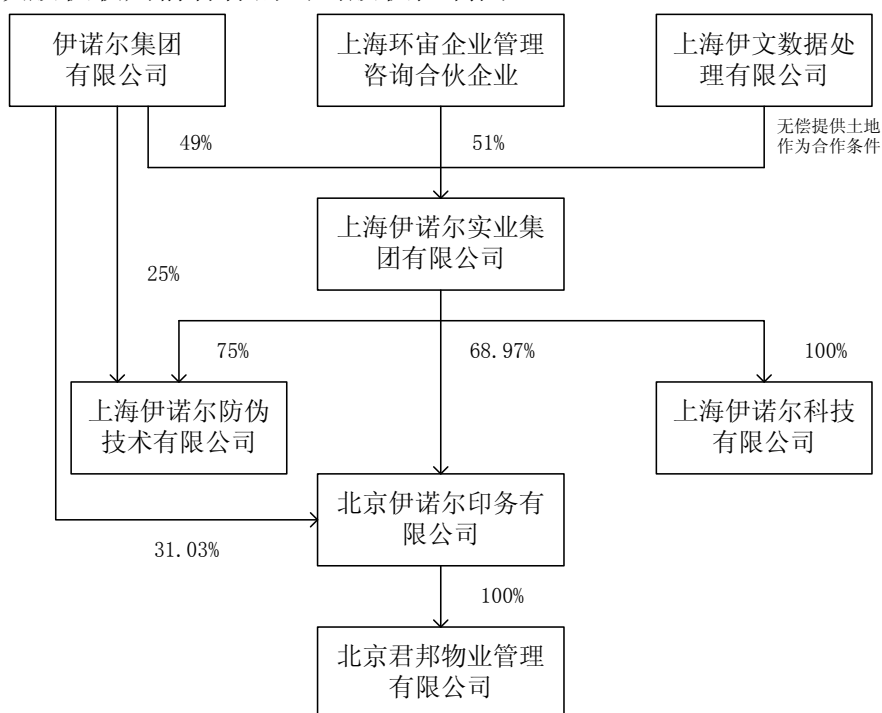 伊诺尔集团
有限公司
上海环宙企业管理
咨询合伙企业
上海伊文数据处
理有限公司
49%
51%
无偿提供土地
作为合作条件
上海伊诺尔实业集
团有限公司
25%
75%
68.97%
100%
上海伊诺尔防伪
技术有限公司
上海伊诺尔科技
有限公司
北京伊诺尔印务有
限公司
31.03%
100%
北京君邦物业管理
有限公司